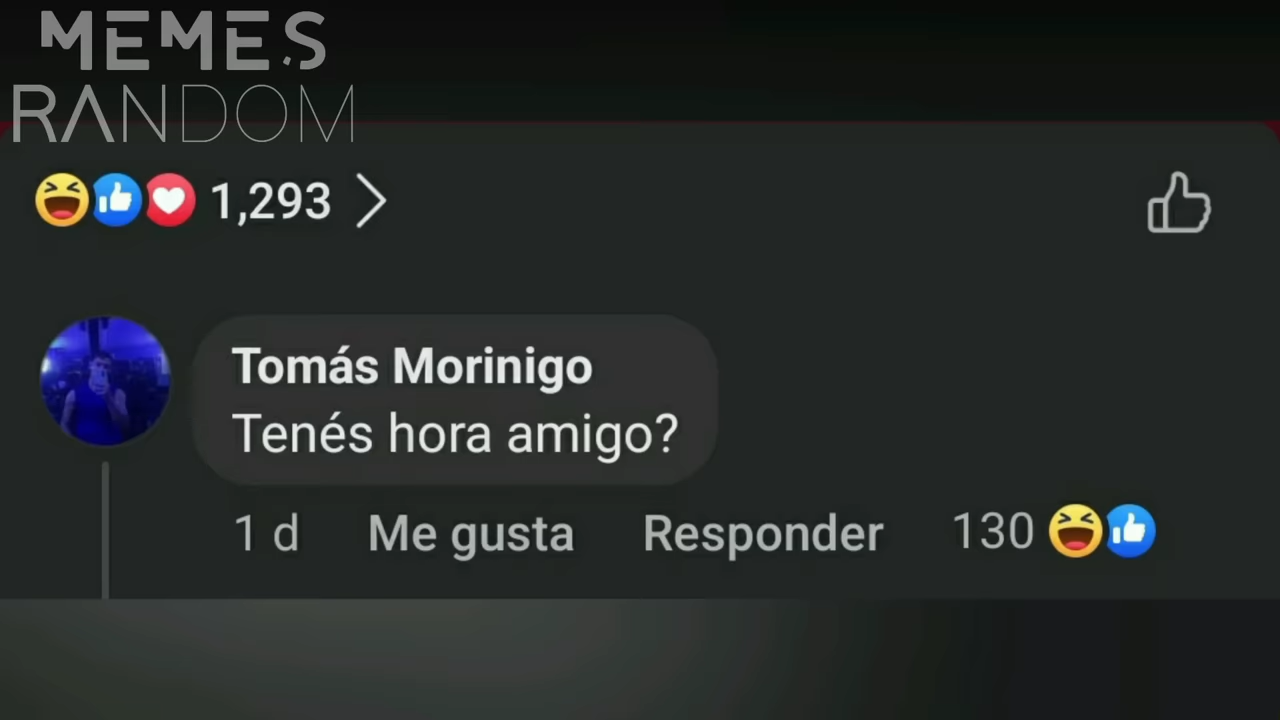 MEMES
RANDOM
1,293
Tomás Morinigo
Tenés hora amigo?
1 d Me gusta Responder 130